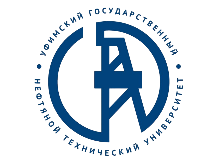 УФИМСКИЙ ГОСУДАРСТВЕННЫЙ
НЕФТЯНОЙ ТЕХНИЧЕСКИЙ УНИВЕРСИТЕТ